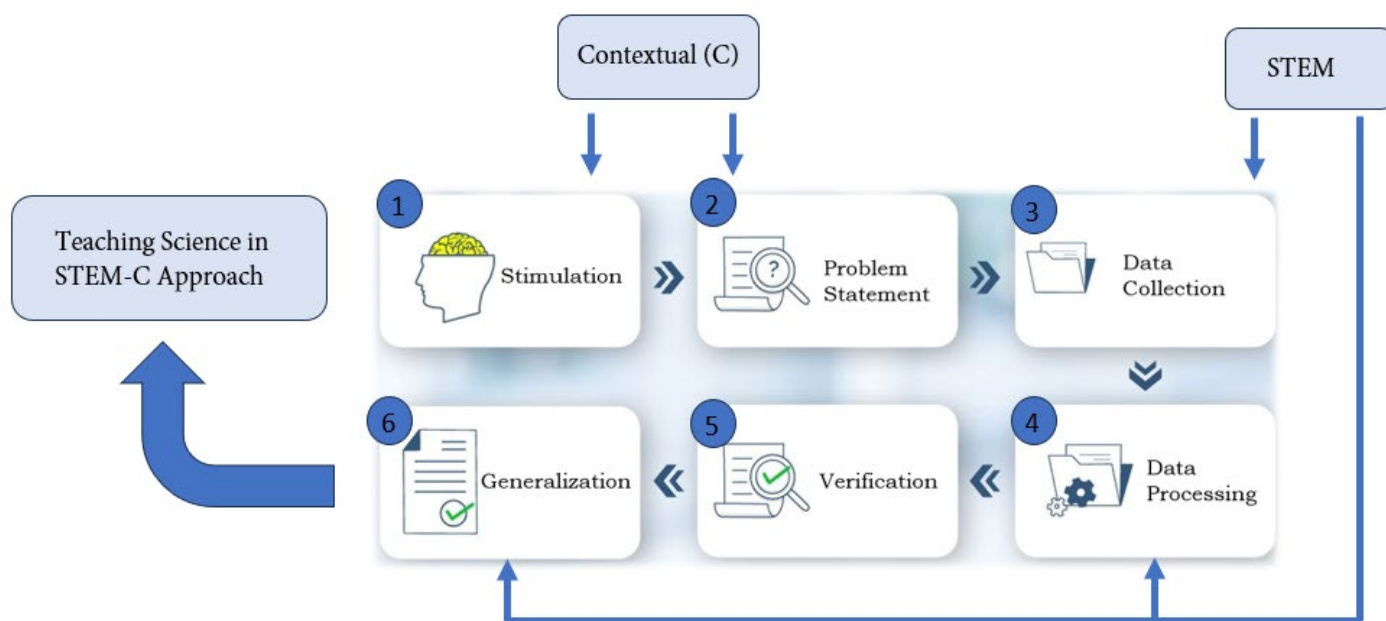 Contextual (C)
STEM
Teaching Science in
STEM-C Approach
1
Stimulation
2
?
Problem
Statement
3
Data
Collection
6
Generalization
5
Verification
4
Data
Processing